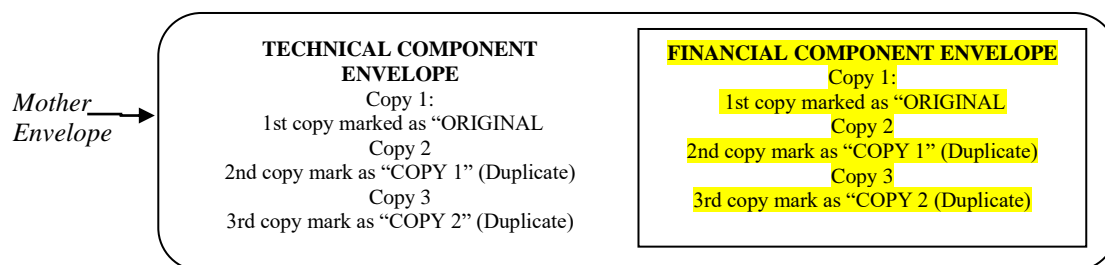 Mother
Envelope
TECHNICAL COMPONENT
ENVELOPE
Copy 1:
1st copy marked as “ORIGINAL
Copy 2
2nd copy mark as “COPY 1” (Duplicate)
Copy 3
3rd copy mark as “COPY 2” (Duplicate)
FINANCIAL COMPONENT ENVELOPE
Copy 1:
1st copy marked as “ORIGINAL
Copy 2
2nd copy mark as “COPY 1” (Duplicate)
Copy 3
3rd copy mark as “COPY 2 (Duplicate)